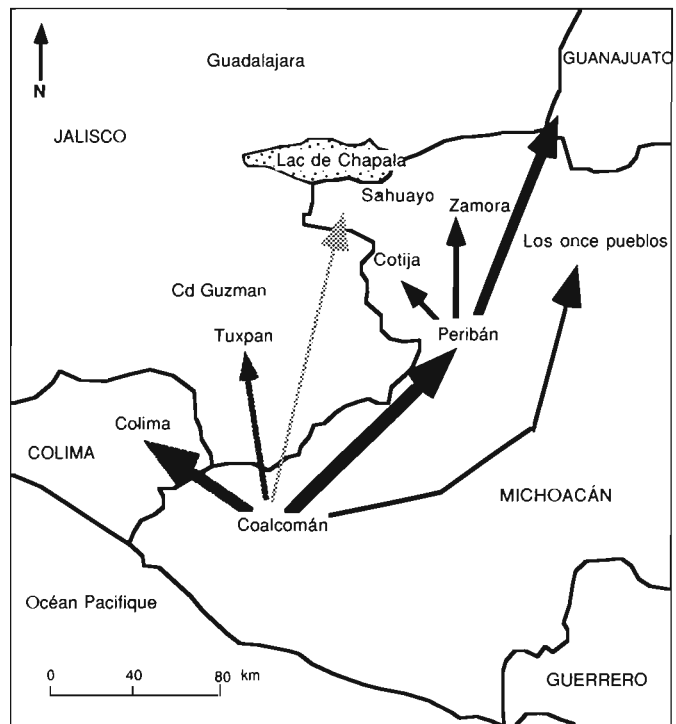 Guadalajara
GUANAJUATO
N
JALISCO
Lac de Chapala
Sahuayo
Zamora
Los once pueblos
Cotija
Cd Guzman
Tuxpan
Peribán
Colima
COLIMA
MICHOACÁN
Coalcomán
Océan Pacifique
0 40 80 km
GUERRERO